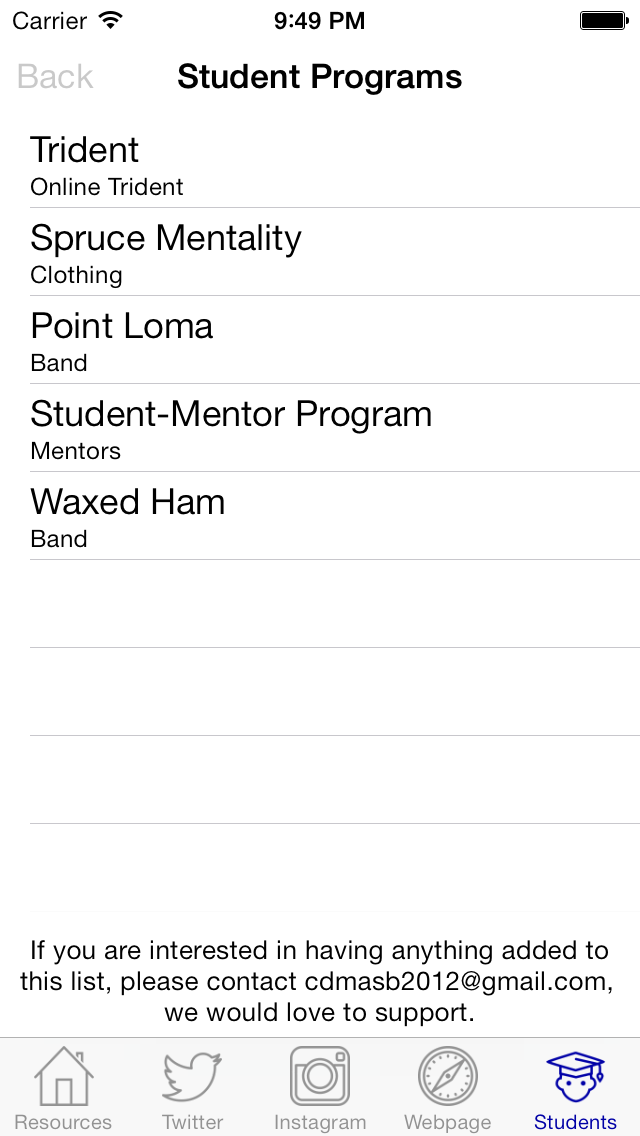 Carrier 9:49 PM
Back Student Programs
Trident
Online Trident
Spruce Mentality
Clothing
Point Loma
Band
Student-Mentor Program
Mentors
Waxed Ham
Band
If you are interested in having anything added to
this list, please contact cdmasb2012@gmail.com,
we would love to support.
Resources Twitter Instagram Webpage Students